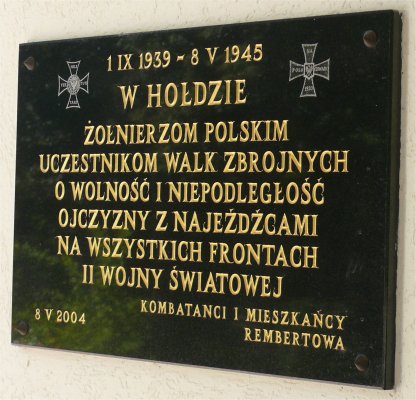 1 IX 1939 - 8 V 1945
W HOŁDZIE
ŻOŁNIERZOM POLSKIM
UCZESTNIKOM WALK ZBROJNYCH
O WOLNOŚĆ I NIEPODLEGŁOŚĆ
OJCZYZNY Z NAJEŹDŹCAMI
NA WSZYSTKICH FRONTACH
II WOJNY ŚWIATOWEJ
8 V 2004
KOMBATANCI I MIESZKAŃCY
REMBERTOWA